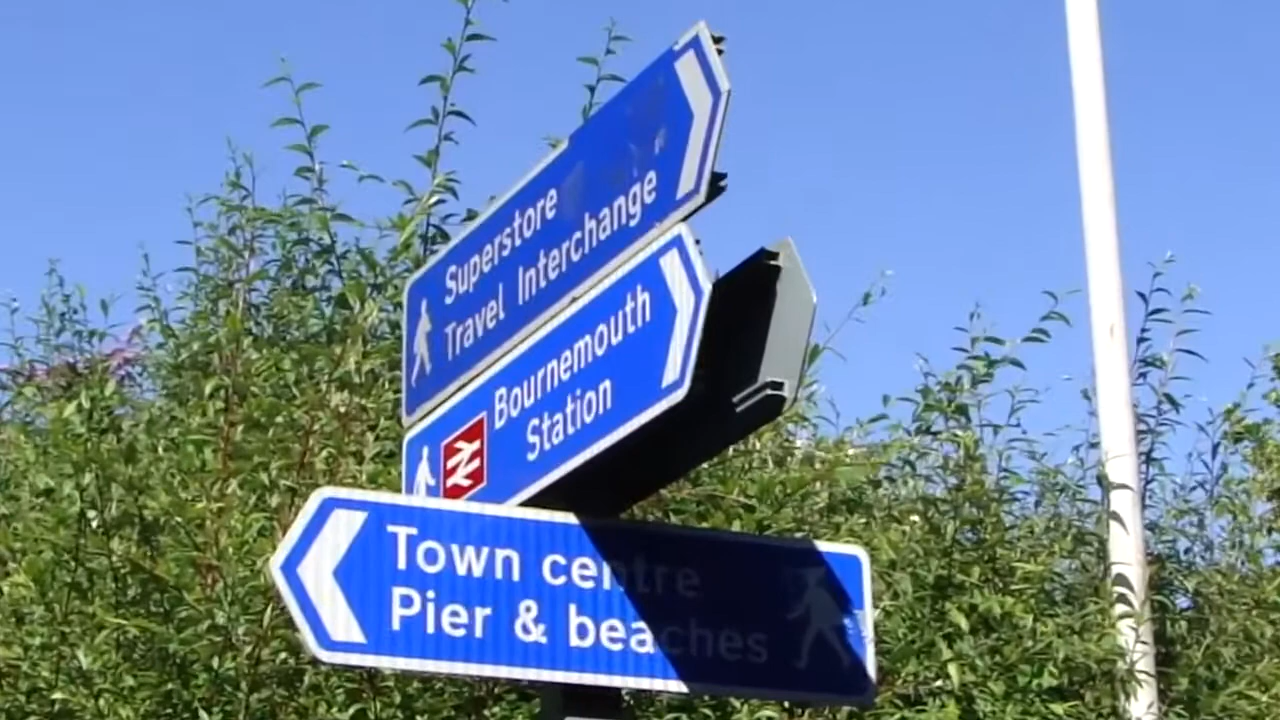 Superstore
Travel Interchange
Bournemouth
Station
Town centre
Pier & beaches